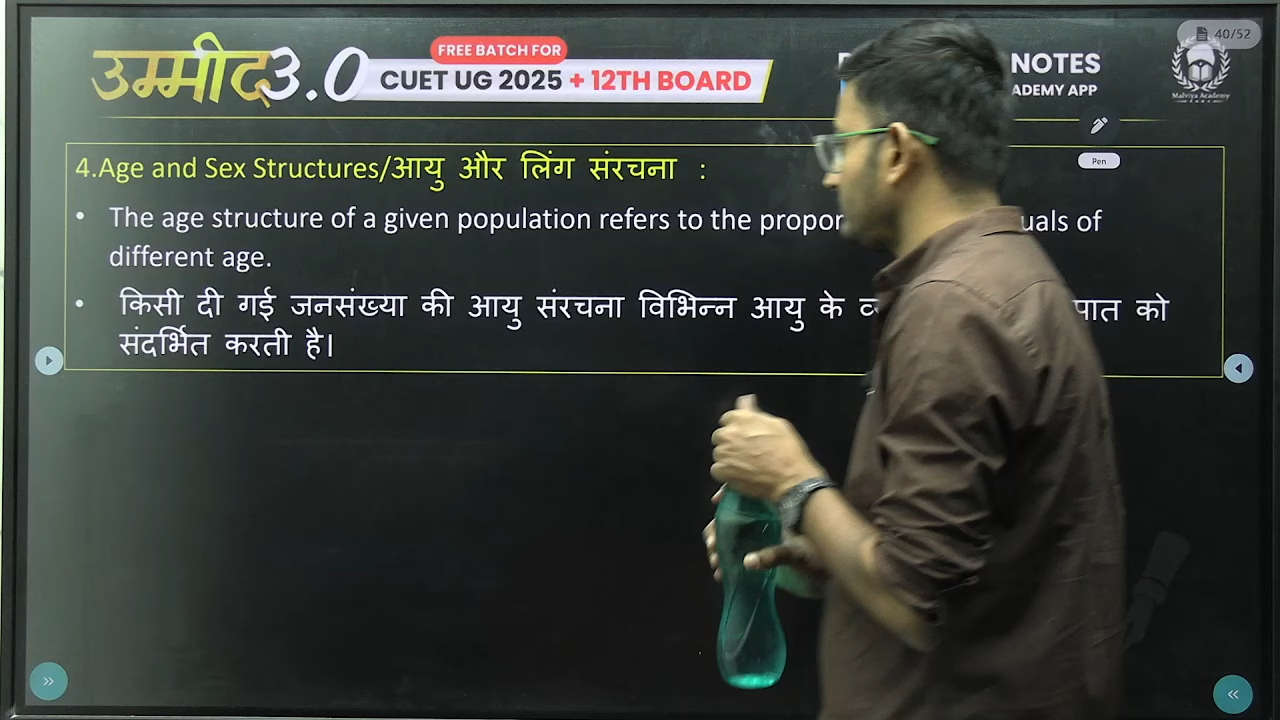 उम्मीद3.0
FREE BATCH FOR
CUET UG 2025 + 12TH BOARD
NOTES
ADEMY APP
40/52
Malviya Academy
Pen
4.Age and Sex Structures/आयु और लिंग संरचना :
• The age structure of a given population refers to the propor uals of
different age.
• किसी दी गई जनसंख्या की आयु संरचना विभिन्न आयु के पात को
संदर्भित करती है।